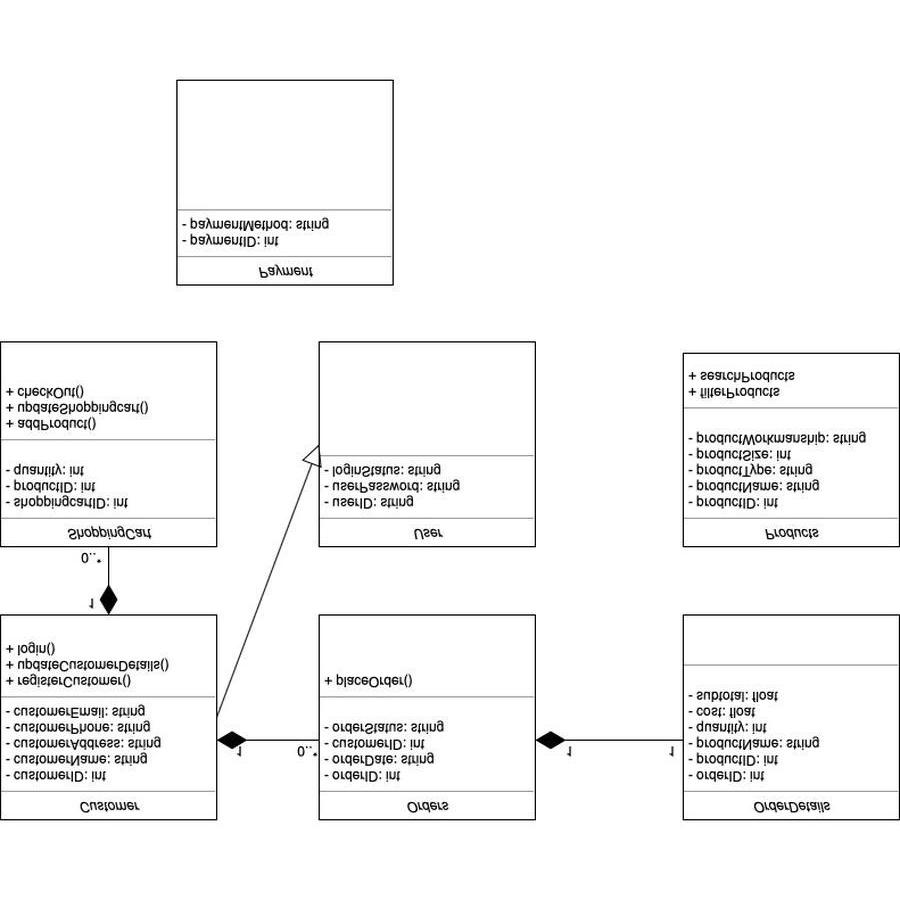 Customer
- customerID: int
- customerName: string
- customerAddress: string
- customerPhone: string
- customerEmail: string
+ registerCustomer()
+ updateCustomerDetails()
+ login()
1
0..*
Orders
- orderID: int
- orderDate: string
- customerID: int
- orderStatus: string
+ placeOrder()
1
1
OrderDetails
- orderID: int
- productID: int
- productName: string
- quantity: int
- cost: float
- subtotal: float
1
0..*
ShoppingCart
- shoppingcartID: int
- productID: int
- quantity: int
+ addProduct()
+ updateShoppingcart()
+ checkOut()
User
- userID: string
- userPassword: string
- loginStatus: string
Products
- productID: int
- productName: string
- productType: string
- productSize: int
- productWorkmanship: string
+ filterProducts
+ searchProducts
Payment
- paymentID: int
- paymentMethod: string